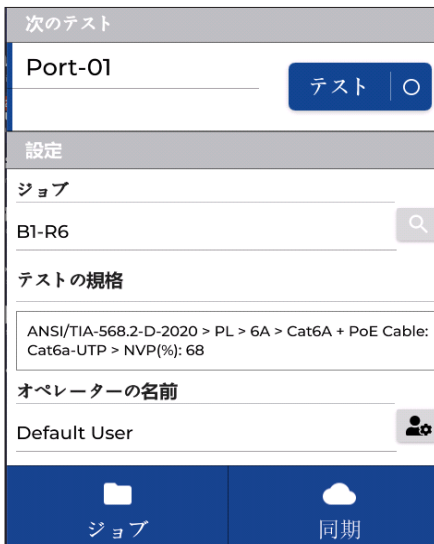 次のテスト
Port-01
テスト
設定
ジョブ
B1-R6
テストの規格
ANSI/TIA-568.2-D-2020 > PL > 6A > Cat6A + PoE Cable:
Cat6a-UTP > NVP(%): 68
オペレーターの名前
Default User
ジョブ
同期